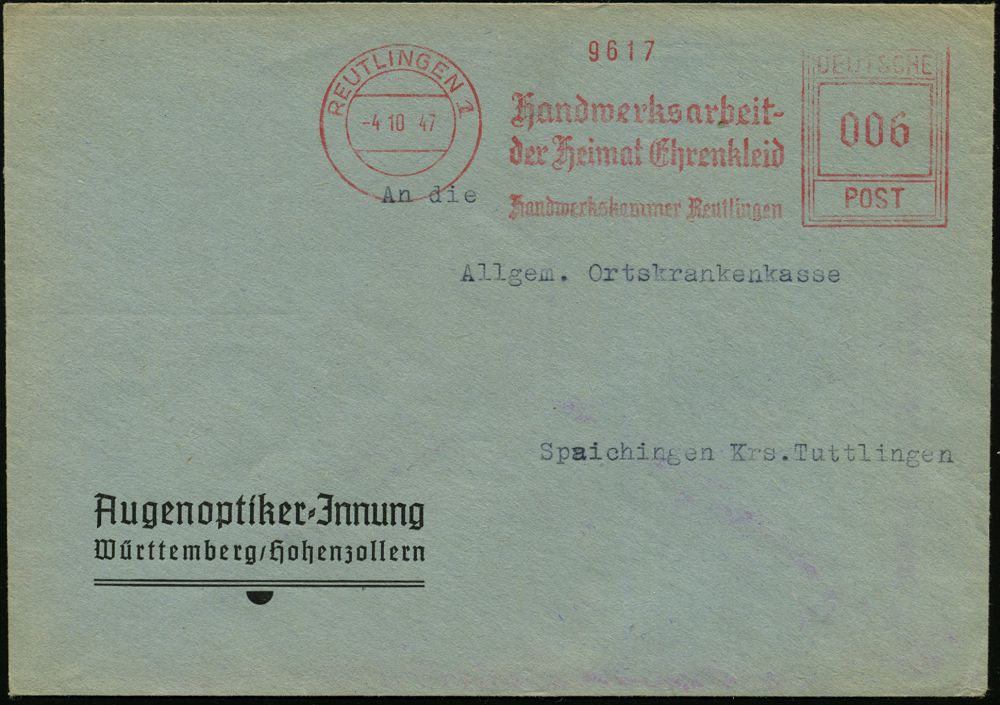 9617
REUTLINGEN 1
-4 10 47
Handwerksarbeit-
der Heimat Ehrenkleid
Handwerkskammer Reutlingen
DEUTSCHE
006
POST
An die
Allgem. Ortskrankenkasse
Spaichingen Krs.Tuttlingen
Augenoptiker-Innung
Württemberg/Hohenzollern